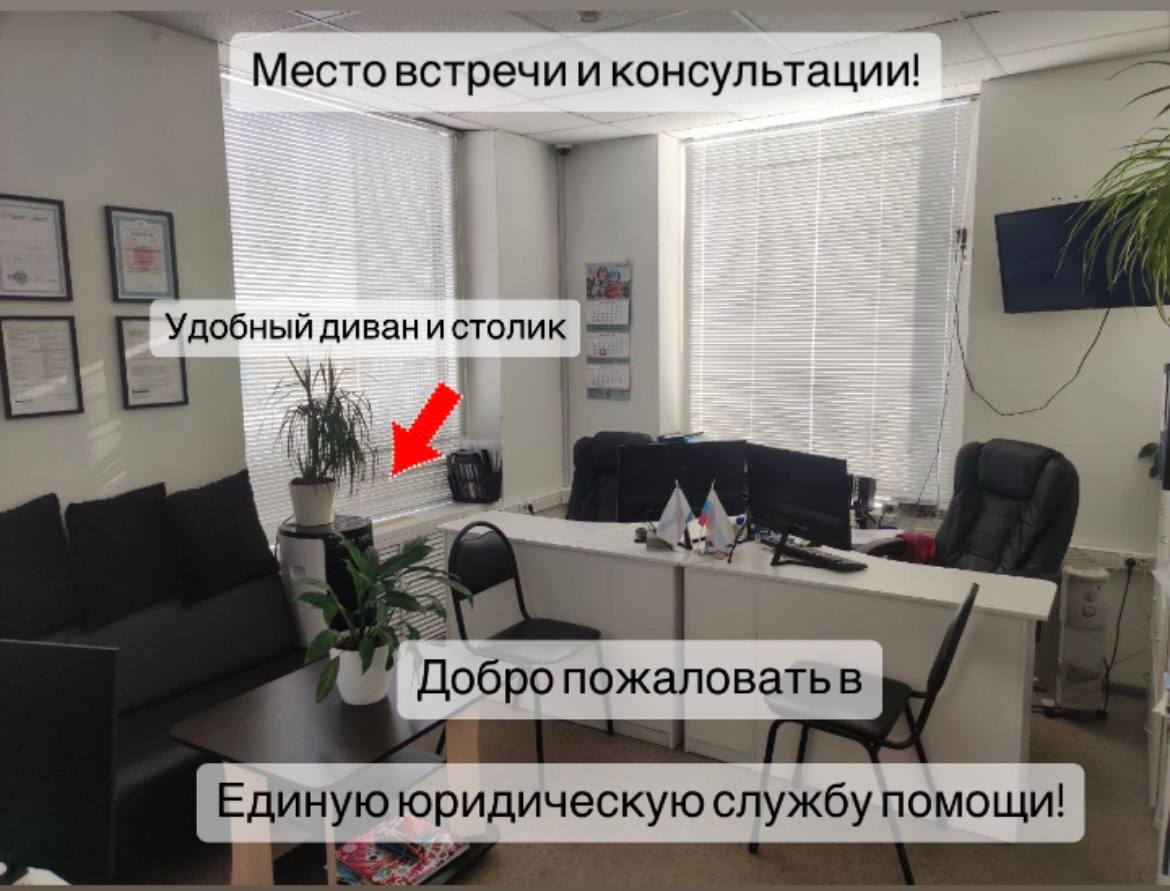 Место встречи и консультации!
Удобный диван и столик
Добро пожаловать в
Единую юридическую службу помощи!